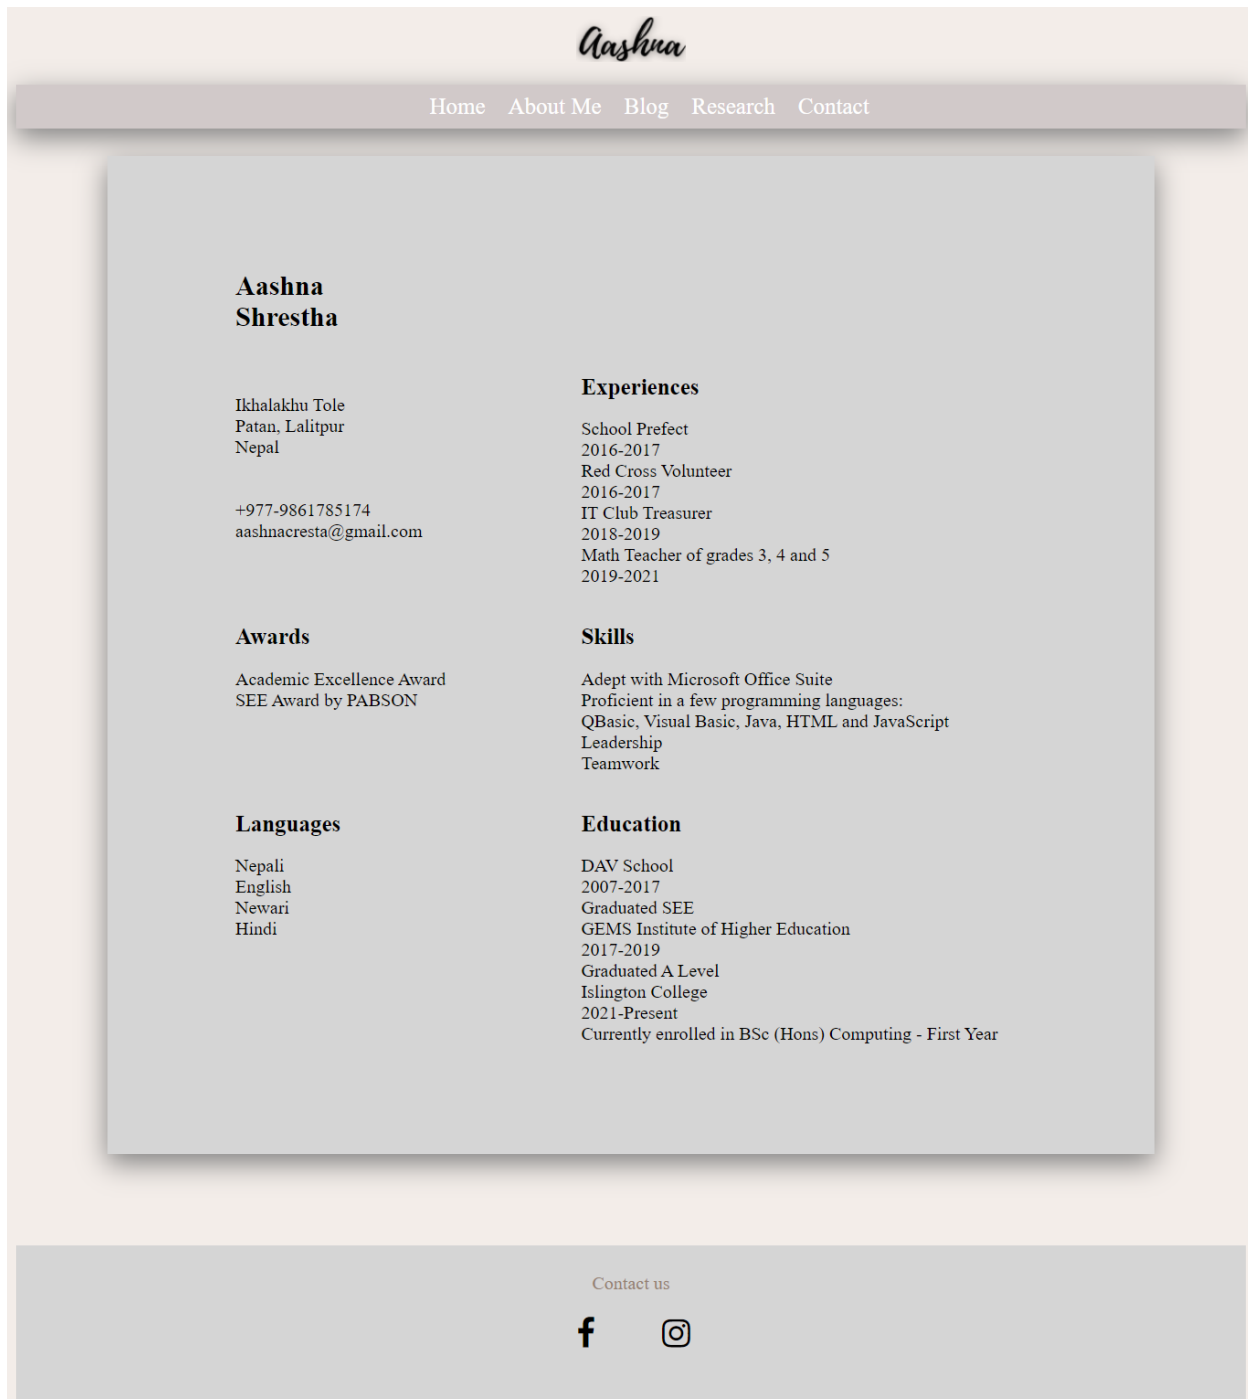 Aashna
Home About Me Blog Research Contact
Aashna
Shrestha
Ikhalakhu Tole
Patan, Lalitpur
Nepal
+977-9861785174
aashnacresta@gmail.com
Experiences
School Prefect
2016-2017
Red Cross Volunteer
2016-2017
IT Club Treasurer
2018-2019
Math Teacher of grades 3, 4 and 5
2019-2021
Awards
Academic Excellence Award
SEE Award by PABSON
Skills
Adept with Microsoft Office Suite
Proficient in a few programming languages:
QBasic, Visual Basic, Java, HTML and JavaScript
Leadership
Teamwork
Languages
Nepali
English
Newari
Hindi
Education
DAV School
2007-2017
Graduated SEE
GEMS Institute of Higher Education
2017-2019
Graduated A Level
Islington College
2021-Present
Currently enrolled in BSc (Hons) Computing - First Year
Contact us